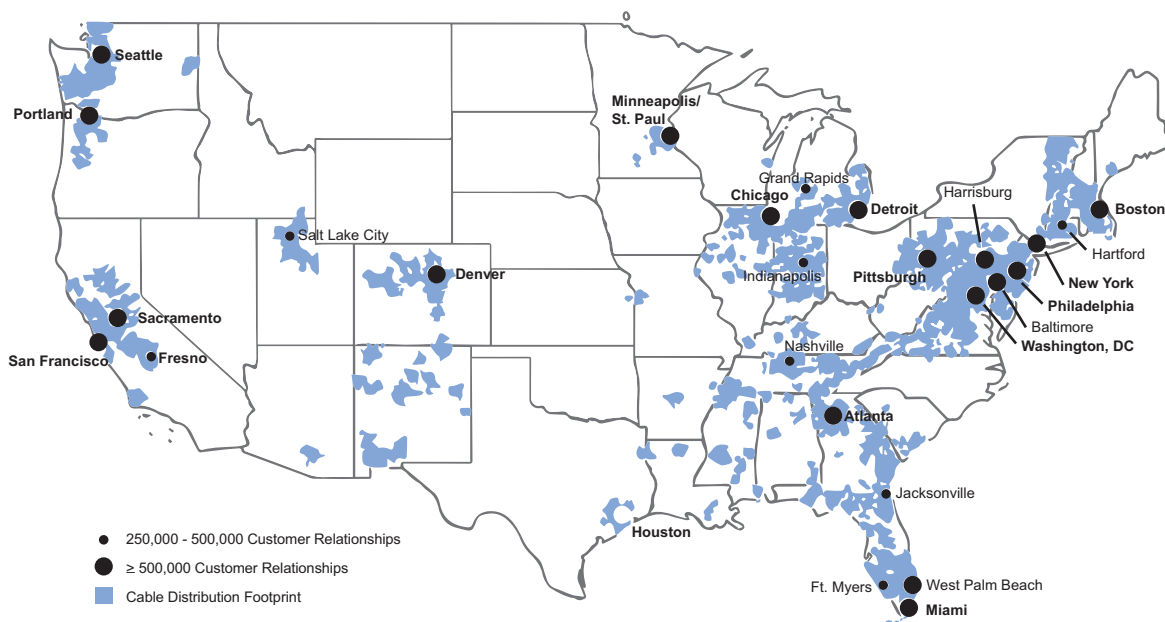 Seattle
Portland
Minneapolis/
St. Paul
Grand Rapids
Chicago
Detroit
Harrisburg
Boston
Hartford
Salt Lake City
Denver
Indianapolis
Pittsburgh
New York
Philadelphia
Baltimore
Washington, DC
Sacramento
San Francisco
Fresno
Nashville
Atlanta
Jacksonville
Houston
250,000 - 500,000 Customer Relationships
≥ 500,000 Customer Relationships
Cable Distribution Footprint
Ft. Myers
West Palm Beach
Miami